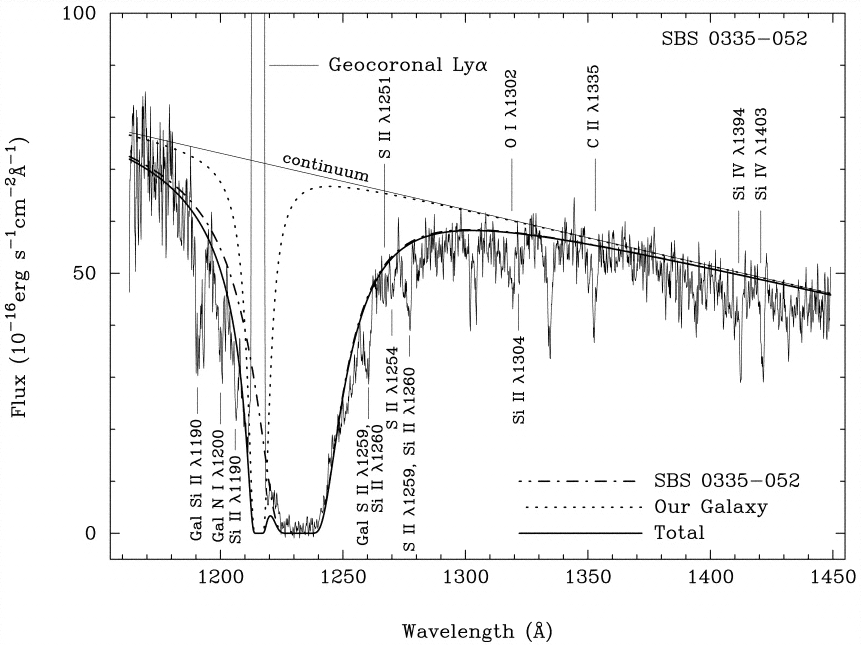 100
50
0
Flux (10−16erg s−1cm−2Å−1)
SBS 0335−052
Geocoronal Lyα
continuum
S II λ1251
O I λ1302
C II λ1335
Si IV λ1394
Si IV λ1403
Gal Si II λ1190
Gal N I λ1200
Si II λ1190
Gal S II λ1259,
Si II λ1260
S II λ1254
S II λ1259, Si II λ1260
Si II λ1304
SBS 0335−052
Our Galaxy
Total
1200
1250
1300
1350
1400
1450
Wavelength (Å)